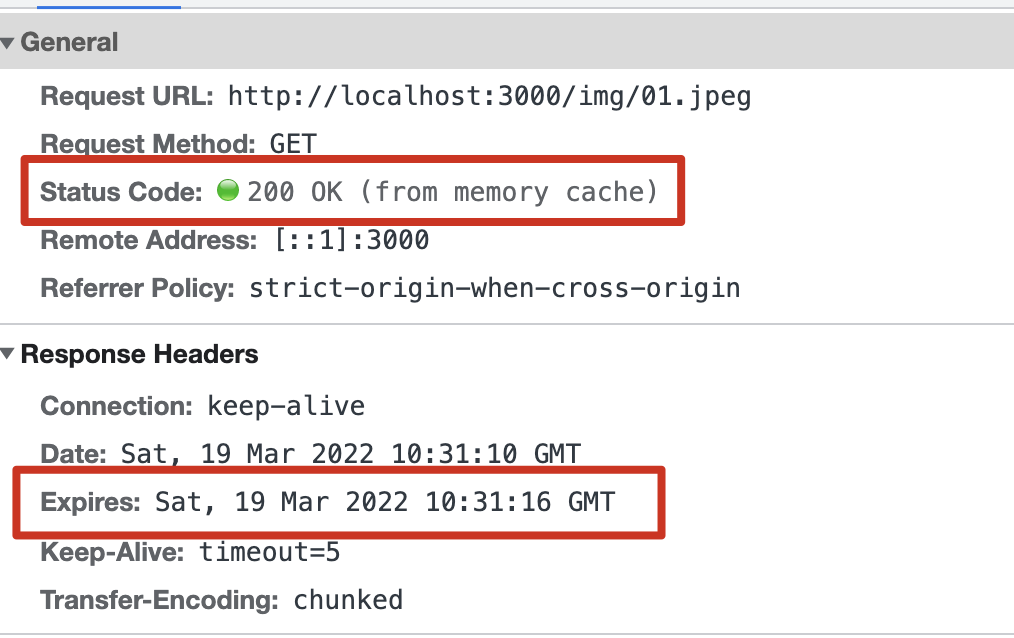 General
Request URL: http://localhost:3000/img/01.jpeg
Request Method: GET
Status Code: 200 OK (from memory cache)
Remote Address: [::1]:3000
Referrer Policy: strict-origin-when-cross-origin
Response Headers
Connection: keep-alive
Date: Sat, 19 Mar 2022 10:31:10 GMT
Expires: Sat, 19 Mar 2022 10:31:16 GMT
Keep-Alive: timeout=5
Transfer-Encoding: chunked